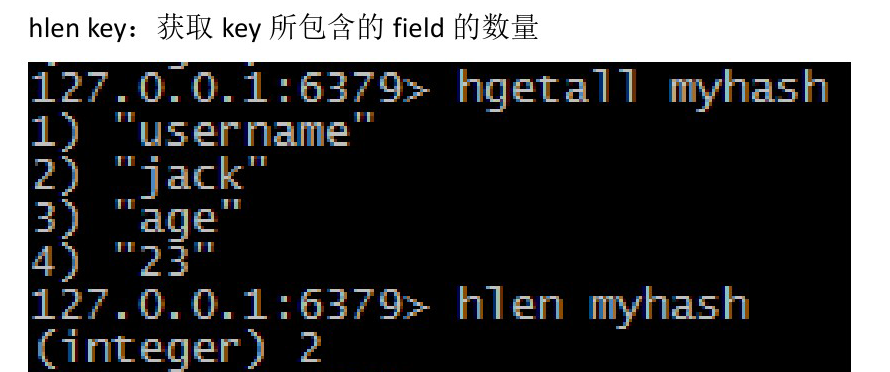 hlen key：获取 key 所包含的 field 的数量
127.0.0.1:6379> hgetall myhash
1) "username"
2) "jack"
3) "age"
4) "23"
127.0.0.1:6379> hlen myhash
(integer) 2